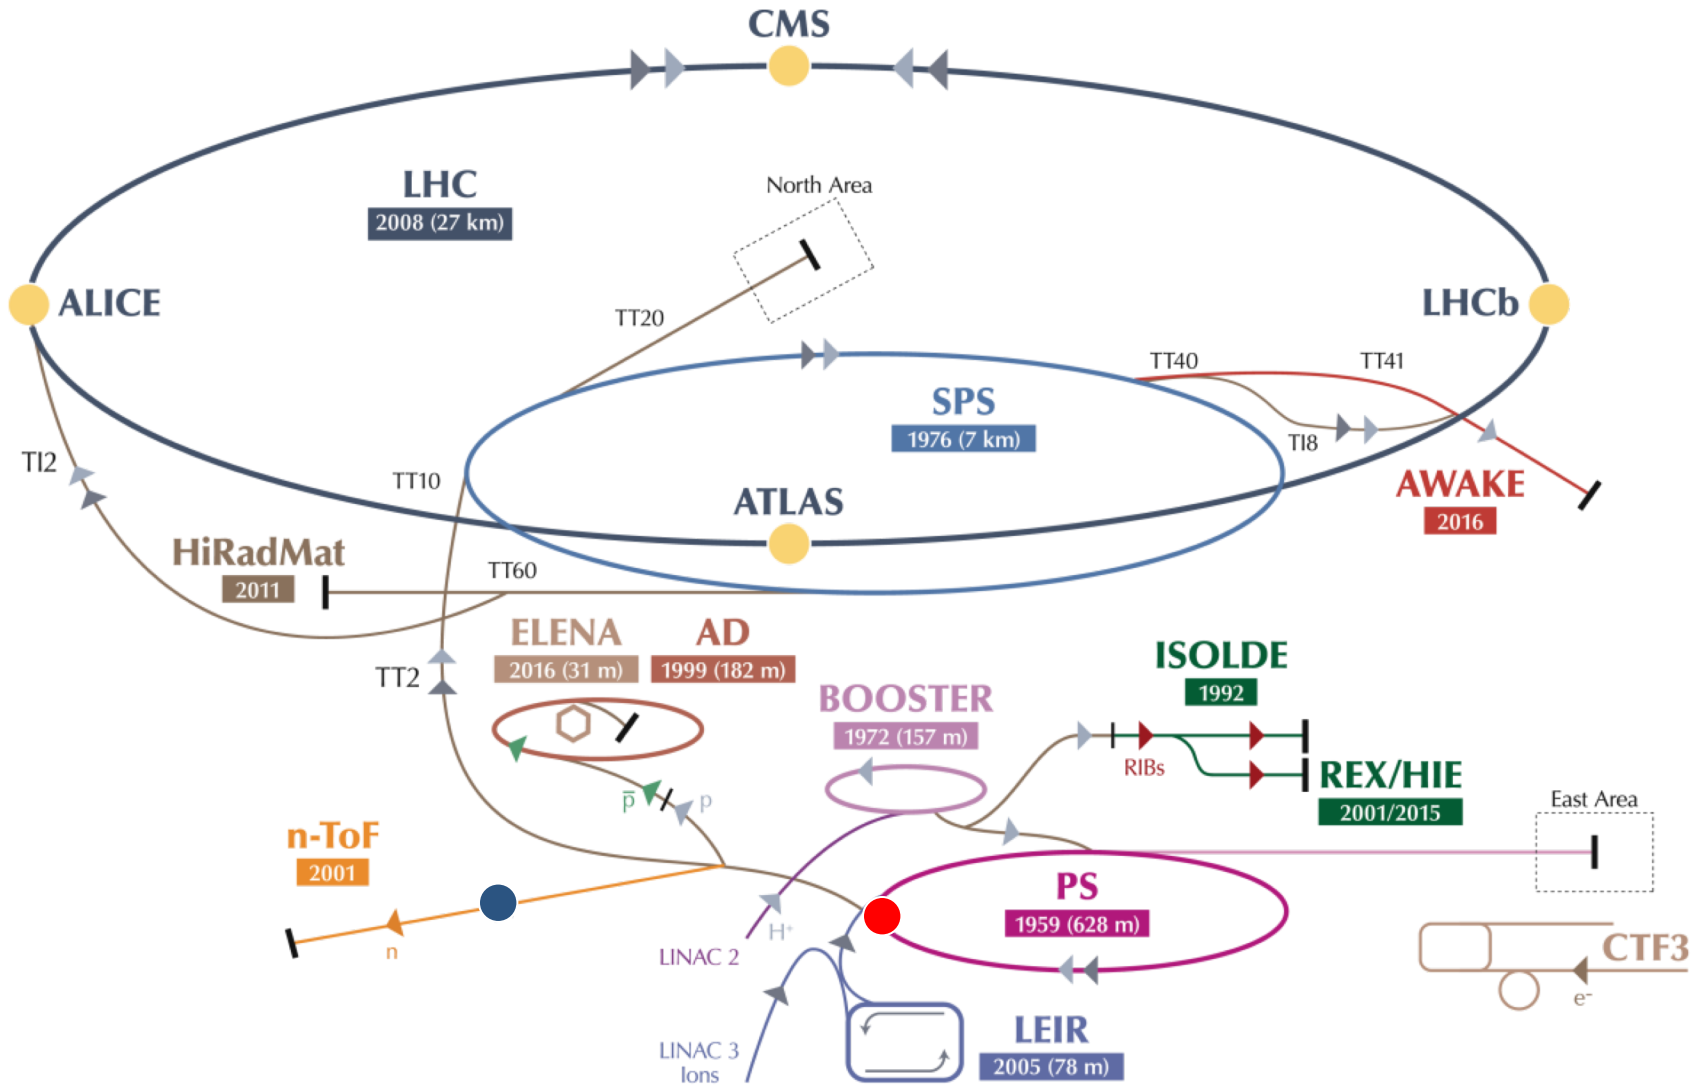 CMS
LHC
2008 (27 km)
North Area
ALICE
LHCb
TT20
TT40
TT41
SPS
1976 (7 km)
TI8
TI2
TT10
ATLAS
AWAKE
2016
HiRadMat
2011
TT60
ELENA
2016 (31 m)
AD
1999 (182 m)
TT2
ISOLDE
1992
BOOSTER
1972 (157 m)
RIBs
REX/HIE
2001/2015
East Area
p̅
p
n-ToF
2001
n
PS
1959 (628 m)
H⁺
LINAC 2
CTF3
e⁻
LINAC 3
Ions
LEIR
2005 (78 m)